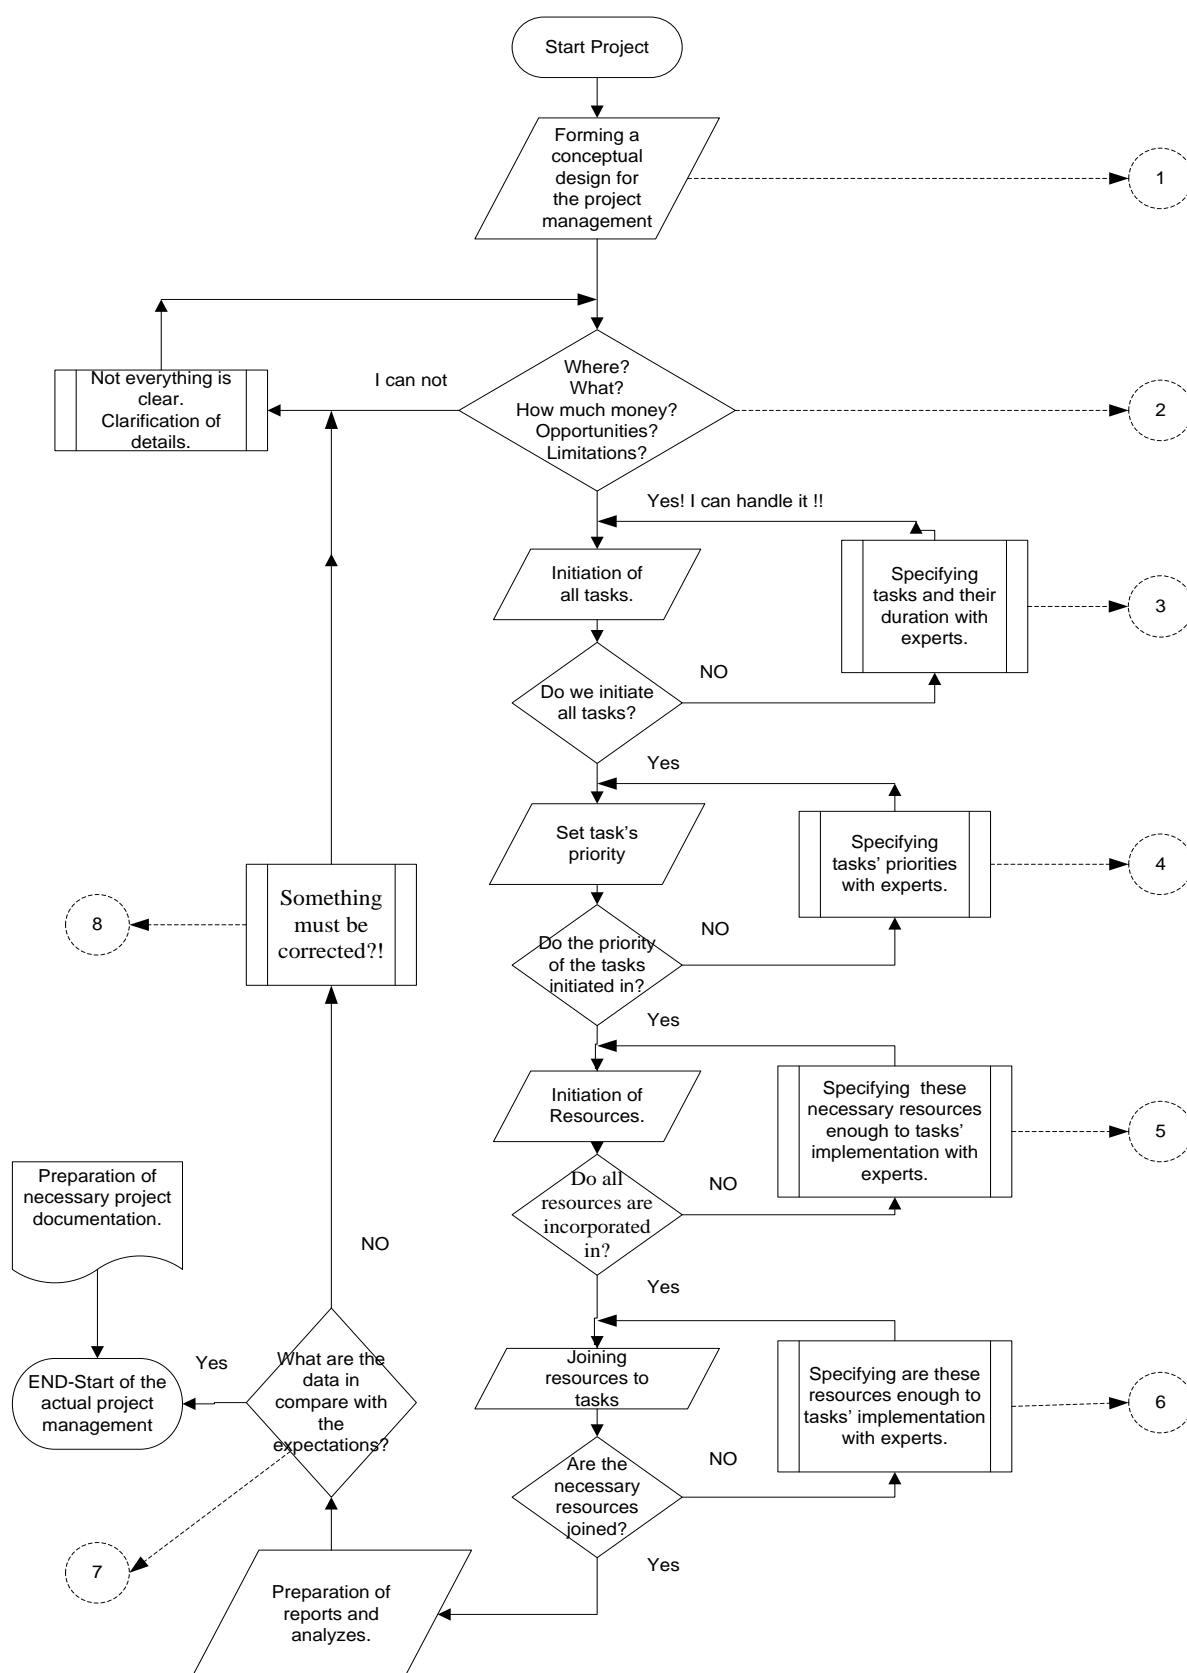 Start Project
Forming a
conceptual
design for
the project
management
1
Where?
What?
How much money?
Opportunities?
Limitations?
I can not
Not everything is
clear.
Clarification of
details.
2
Yes! I can handle it !!
Initiation of
all tasks.
Specifying
tasks and their
duration with
experts.
3
Do we initiate
all tasks?
NO
Yes
Set task's
priority
Specifying
tasks' priorities
with experts.
4
Something
must be
corrected?!
8
Do the priority
of the tasks
initiated in?
NO
Yes
Initiation of
Resources.
Specifying  these
necessary resources
enough to tasks'
implementation with
experts.
5
Do all
resources are
incorporated
in?
NO
Yes
Preparation of
necessary project
documentation.
NO
Joining
resources to
tasks
Specifying are these
resources enough to
tasks' implementation
with experts.
6
Yes
END-Start of the
actual project
management
What are the
data in
compare with
the
expectations?
Are the
necessary
resources
joined?
NO
Yes
7
Preparation of
reports and
analyzes.